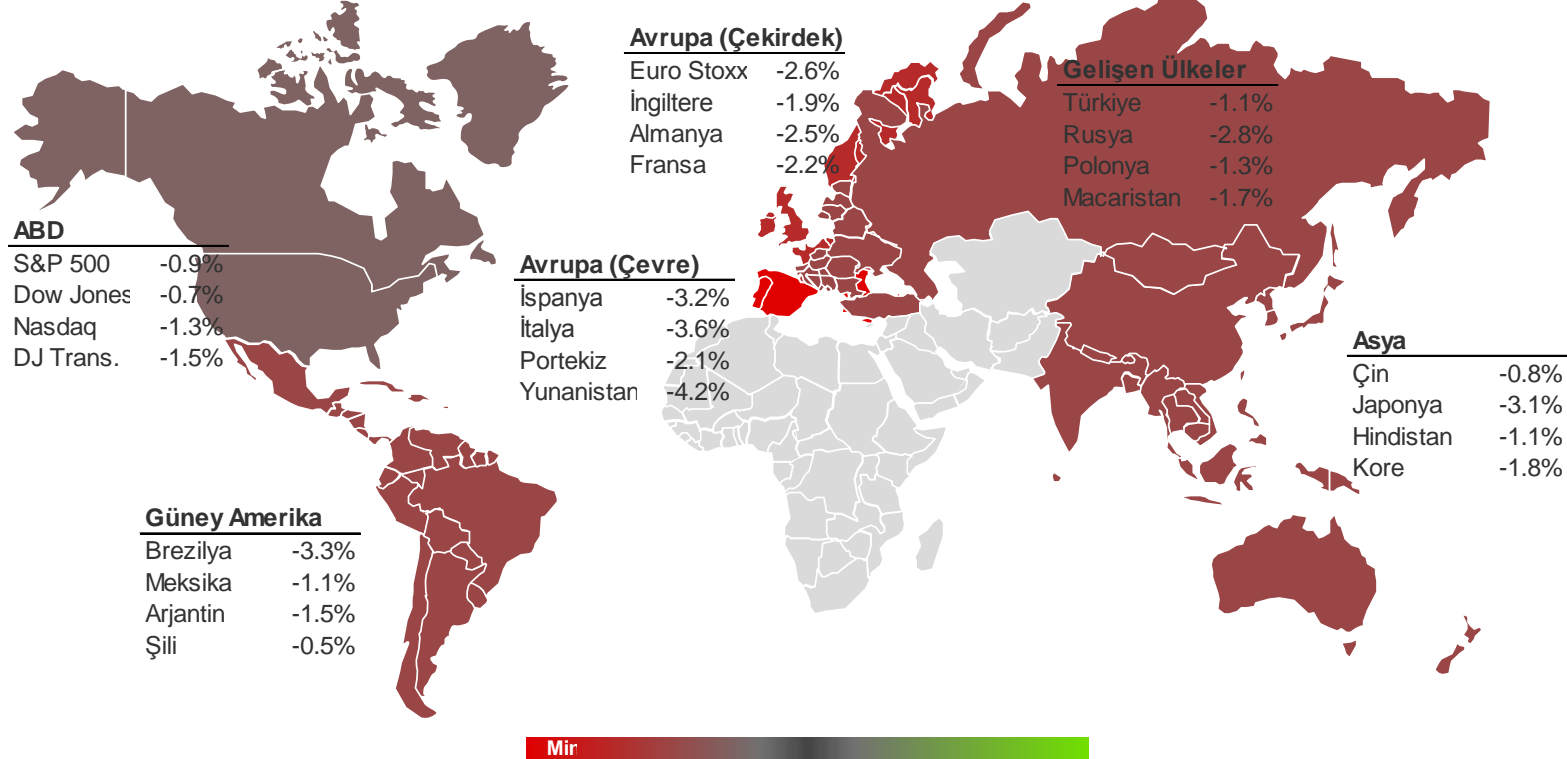 Avrupa (Çekirdek)
Euro Stoxx -2.6%
İngiltere -1.9%
Almanya -2.5%
Fransa -2.2%
Gelişen Ülkeler
Türkiye -1.1%
Rusya -2.8%
Polonya -1.3%
Macaristan -1.7%
ABD
S&P 500 -0.9%
Dow Jones -0.7%
Nasdaq -1.3%
DJ Trans. -1.5%
Avrupa (Çevre)
İspanya -3.2%
İtalya -3.6%
Portekiz -2.1%
Yunanistan -4.2%
Asya
Çin -0.8%
Japonya -3.1%
Hindistan -1.1%
Kore -1.8%
Güney Amerika
Brezilya -3.3%
Meksika -1.1%
Arjantin -1.5%
Şili -0.5%
Min